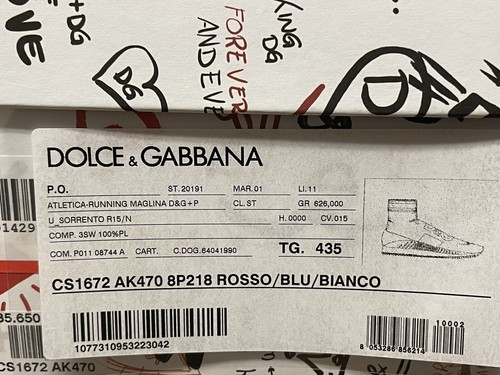 +DG
OVE
DG
FOREVER
AND EVE
KING
DG
D
DOLCE & GABBANA
P.O. ST. 20191 MAR. 01 LI. 11
ATLETICA-RUNNING MAGLINA D&G+P CL.ST GR 626,000
U_SORRENTO R15/N H. 0000 CV. 015
COMP. 3SW 100%PL
COM. P011 08744 A CART. C.DOG. 64041990 TG. 435
CS1672 AK470 8P218 ROSSO/BLU/BIANCO
1077310953223042
10002
8 053286 856214
01429
35.650
CS1672 AK470